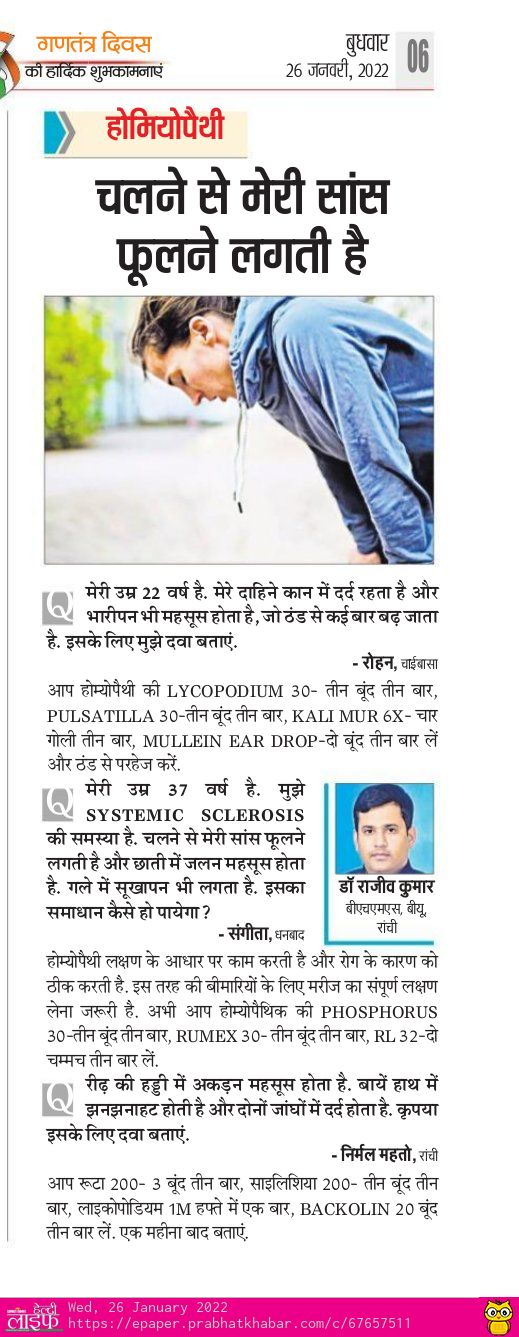 गणतंत्र दिवस
की हार्दिक शुभकामनाएं
बुधवार
26 जनवरी, 2022
06
होमियोपैथी
चलने से मेरी सांस
फूलने लगती है
Q मेरी उम्र 22 वर्ष है. मेरे दाहिने कान में दर्द रहता है और
भारीपन भी महसूस होता है, जो ठंड से कई बार बढ़ जाता
है. इसके लिए मुझे दवा बताएं.
- रोहन, चाईबासा
आप होम्योपैथी की LYCOPODIUM 30- तीन बूंद तीन बार,
PULSATILLA 30-तीन बूंद तीन बार, KALI MUR 6X- चार
गोली तीन बार, MULLEIN EAR DROP-दो बूंद तीन बार लें
और ठंड से परहेज करें.
Q मेरी उम्र 37 वर्ष है. मुझे
SYSTEMIC SCLEROSIS
की समस्या है. चलने से मेरी सांस फूलने
लगती है और छाती में जलन महसूस होता
है. गले में सूखापन भी लगता है. इसका
समाधान कैसे हो पायेगा ?
- संगीता, धनबाद
डॉ राजीव कुमार
बीएचएमएस, बीयू,
रांची
होम्योपैथी लक्षण के आधार पर काम करती है और रोग के कारण को
ठीक करती है. इस तरह की बीमारियों के लिए मरीज का संपूर्ण लक्षण
लेना जरूरी है. अभी आप होम्योपैथिक की PHOSPHORUS
30-तीन बूंद तीन बार, RUMEX 30- तीन बूंद तीन बार, RL 32-दो
चम्मच तीन बार लें.
Q रीढ़ की हड्डी में अकड़न महसूस होता है. बायें हाथ में
झनझनाहट होती है और दोनों जांघों में दर्द होता है. कृपया
इसके लिए दवा बताएं.
- निर्मल महतो, रांची
आप रूटा 200- 3 बूंद तीन बार, साइलिशिया 200- तीन बूंद तीन
बार, लाइकोपोडियम 1M हफ्ते में एक बार, BACKOLIN 20 बूंद
तीन बार लें. एक महीना बाद बताएं.
हेल्दी
लाइफ
Wed, 26 January 2022
https://epaper.prabhatkhabar.com/c/67657511